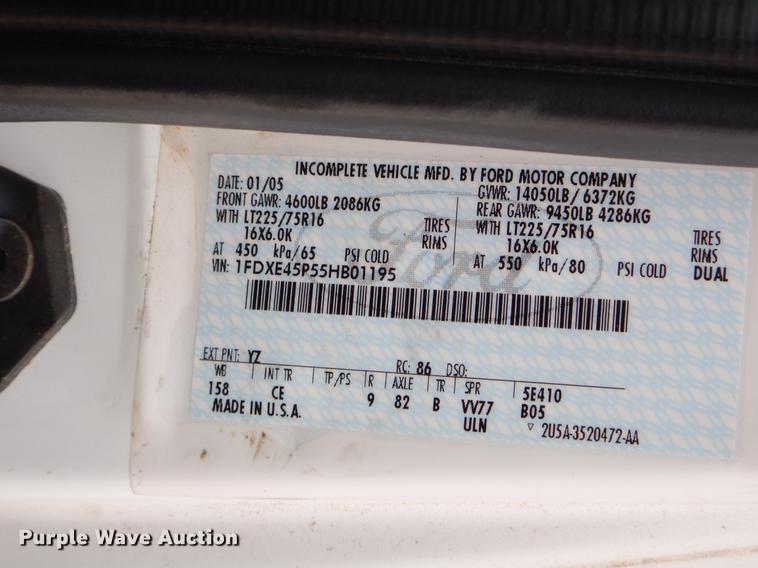 INCOMPLETE VEHICLE MFD. BY FORD MOTOR COMPANY
DATE: 01/05 GVWR: 14050LB/ 6372KG
FRONT GAWR: 4600LB 2086KG REAR GAWR: 9450LB 4286KG
WITH LT225/75R16 TIRES WITH LT225/75R16 TIRES
16X6.0K RIMS 16X6.0K RIMS
AT 450 kPa/65 PSI COLD AT 550 kPa/80 PSI COLD DUAL
VIN: 1FDXE45P55HB01195
Ford
EXT PNT: YZ RC: 86 DSO:
WB INT TR TP/PS R AXLE TR SPR 5E410
158 CE 9 82 B VV77 B05
MADE IN U.S.A. ULN 2U5A-3520472-AA
Purple Wave Auction